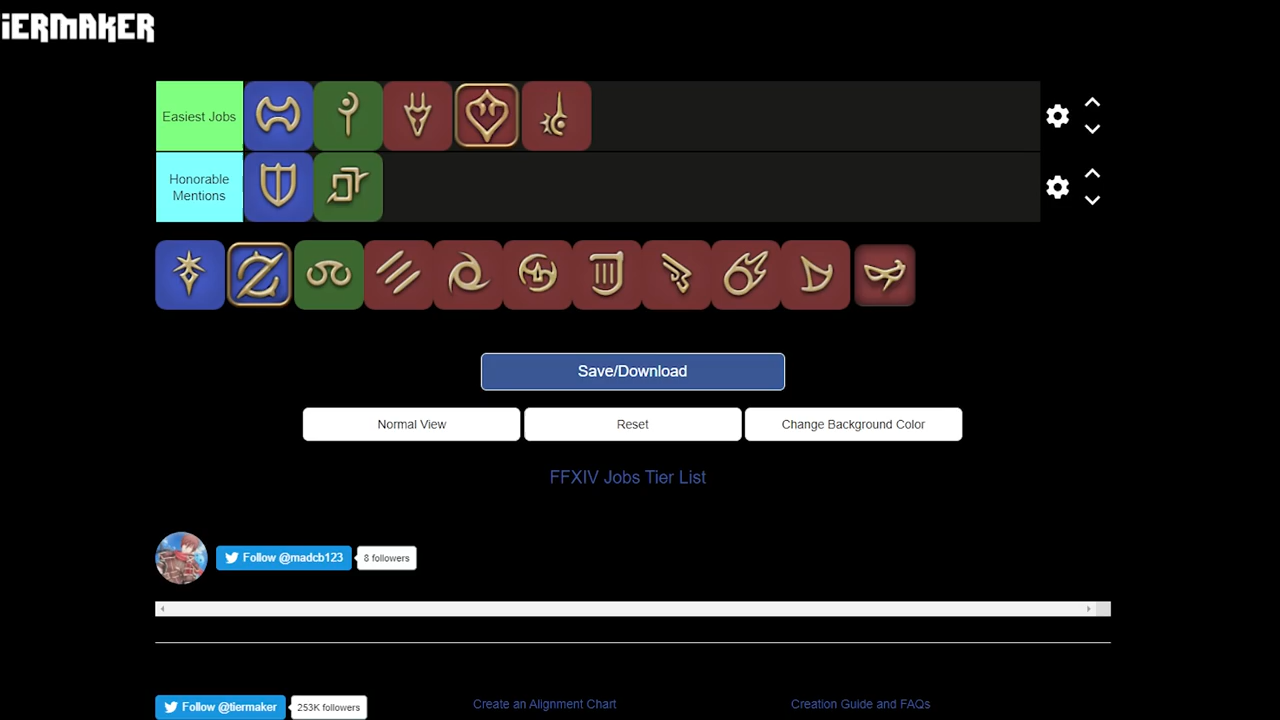 iERMAKER
Easiest Jobs
Honorable
Mentions
Save/Download
Normal View
Reset
Change Background Color
FFXIV Jobs Tier List
Follow @madcb123
8 followers
Follow @tiermaker
253K followers
Create an Alignment Chart
Creation Guide and FAQs